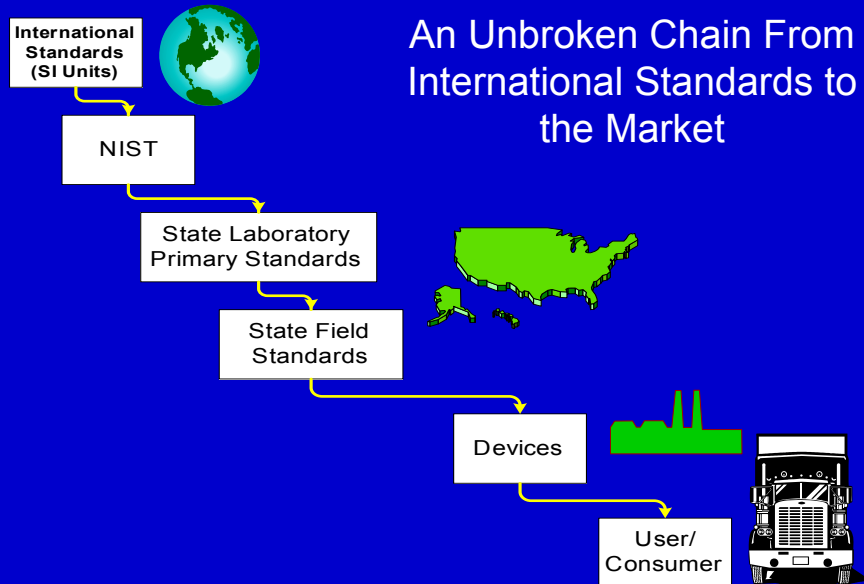 An Unbroken Chain From
International Standards to
the Market
International
Standards
(SI Units)
NIST
State Laboratory
Primary Standards
State Field
Standards
Devices
User/
Consumer